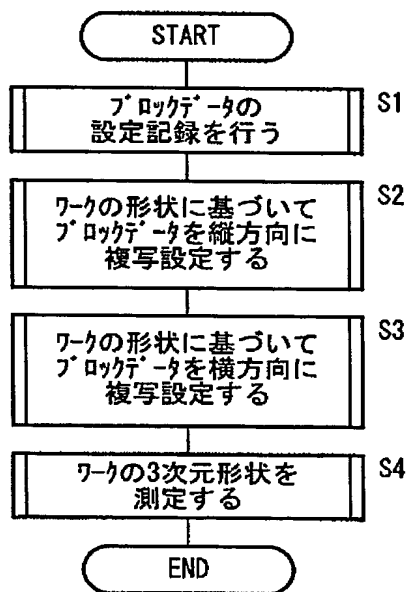 START
ﾌﾞﾛｯｸﾃﾞｰﾀの
設定記録を行う
S1
ﾜｰｸの形状に基づいて
ﾌﾞﾛｯｸﾃﾞｰﾀを縦方向に
複写設定する
S2
ﾜｰｸの形状に基づいて
ﾌﾞﾛｯｸﾃﾞｰﾀを横方向に
複写設定する
S3
ﾜｰｸの3次元形状を
測定する
S4
END